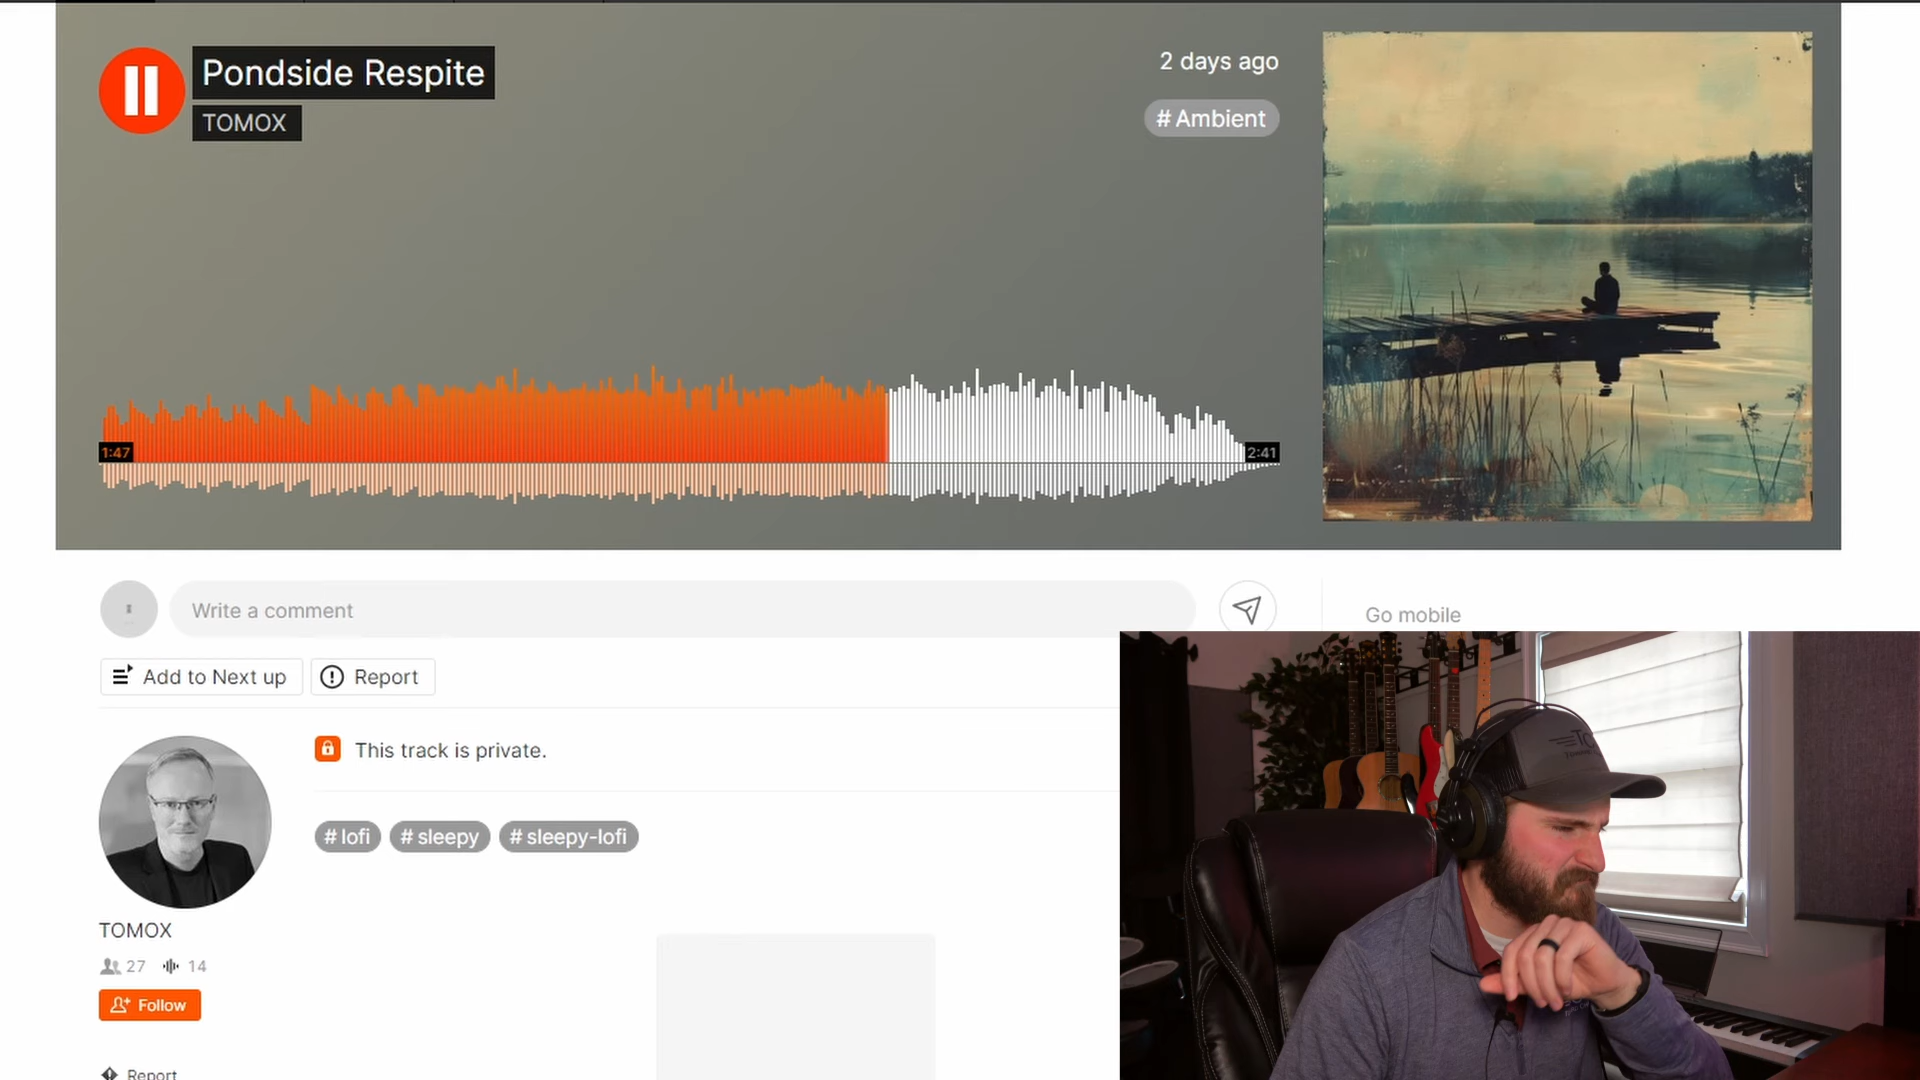 Pondside Respite
TOMOX
2 days ago
# Ambient
1:47
2:41
Write a comment
Go mobile
Add to Next up
Report
This track is private.
# lofi
# sleepy
# sleepy-lofi
TOMOX
27
14
Follow
Report